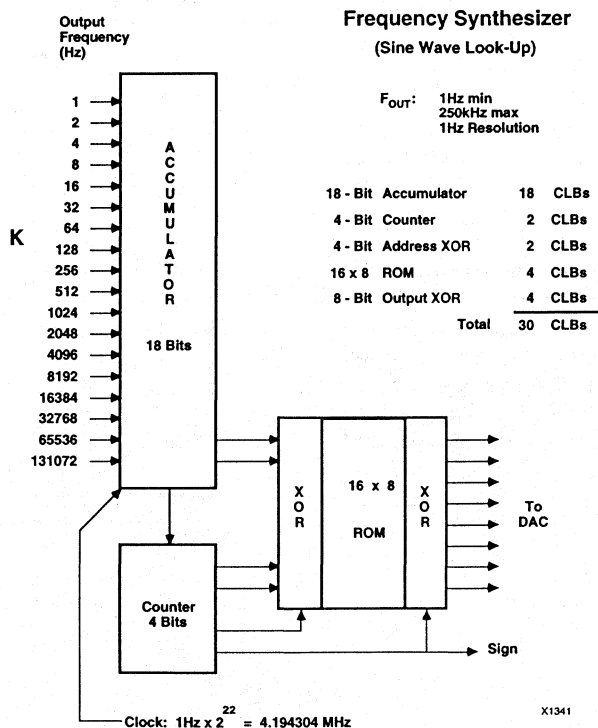 Output
Frequency
(Hz)
Frequency Synthesizer
(Sine Wave Look-Up)
FOUT: 1Hz min
250kHz max
1Hz Resolution
1
2
4
8
16
32
64
128
256
512
1024
2048
4096
8192
16384
32768
65536
131072
K
ACCUMULATOR
18 Bits
18 - Bit Accumulator 18 CLBs
4 - Bit Counter 2 CLBs
4 - Bit Address XOR 2 CLBs
16 x 8 ROM 4 CLBs
8 - Bit Output XOR 4 CLBs
Total 30 CLBs
XOR
16 x 8
ROM
XOR
To
DAC
Counter
4 Bits
Sign
Clock: 1Hz x 2^22 = 4.194304 MHz
X1341